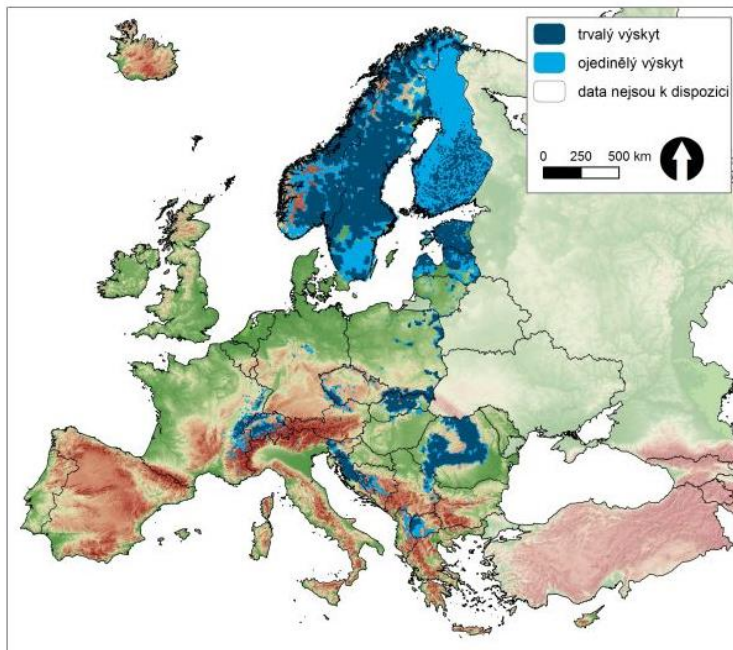 trvalý výskyt
ojedinělý výskyt
data nejsou k dispozici
0 250 500 km